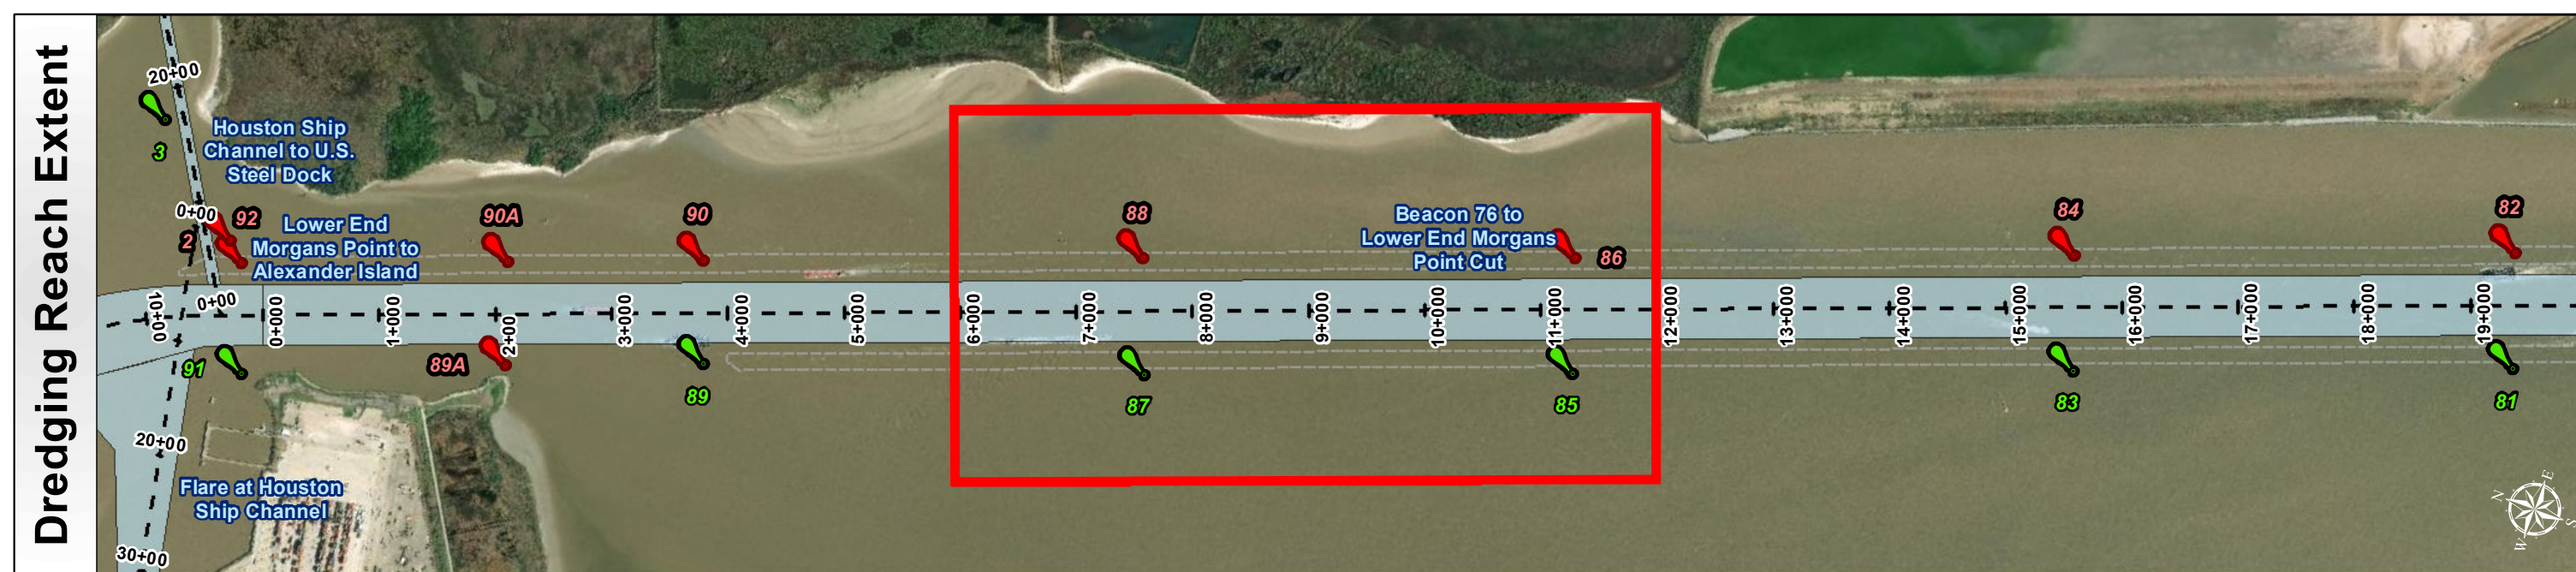 Dredging Reach Extent
20+00
3
Houston Ship
Channel to U.S.
Steel Dock
0+00
92
2
Lower End
Morgans Point to
Alexander Island
90A
90
88
Beacon 76 to
Lower End Morgans
Point Cut
86
84
82
10+00
0+00
0+000
1+000
2+00
3+000
4+000
5+000
6+000
7+000
8+000
9+000
10+000
11+000
12+000
13+000
14+000
15+000
16+000
17+000
18+000
19+000
91
89A
89
87
85
83
81
20+00
Flare at Houston
Ship Channel
30+00
N
E
S
W